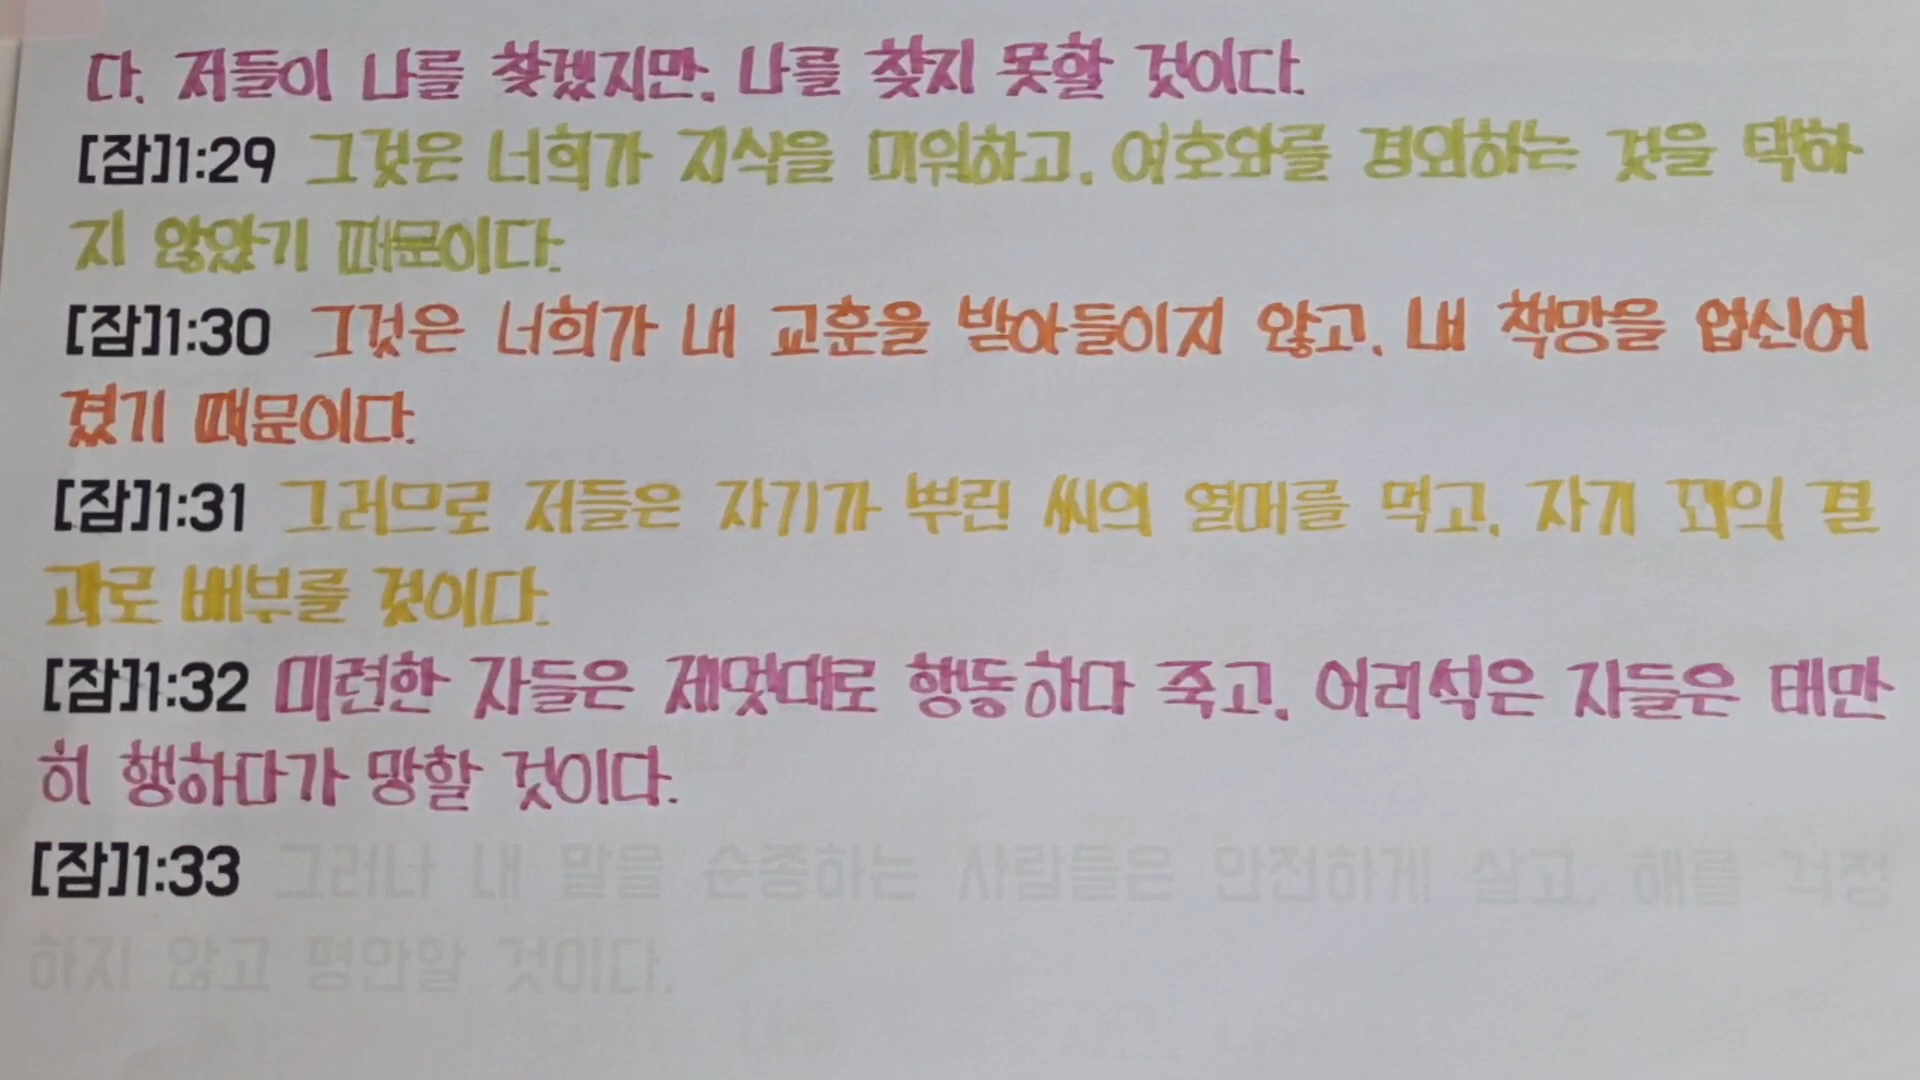 다. 저들이 나를 찾겠지만, 나를 찾지 못할 것이다.
[잠]1:29 그것은 너희가 지식을 미워하고, 여호와를 경외하는 것을 택하
지 않았기 때문이다.
[잠]1:30 그것은 너희가 내 교훈을 받아들이지 않고, 내 책망을 업신여
겼기 때문이다.
[잠]1:31 그러므로 저들은 자기가 뿌린 씨의 열매를 먹고, 자기 꾀의 결
과로 배부를 것이다.
[잠]1:32 미련한 자들은 제멋대로 행동하다 죽고, 어리석은 자들은 태만
히 행하다가 망할 것이다.
[잠]1:33 그러나 내 말을 순종하는 사람들은 안전하게 살고, 해를 걱정
하지 않고 평안할 것이다.